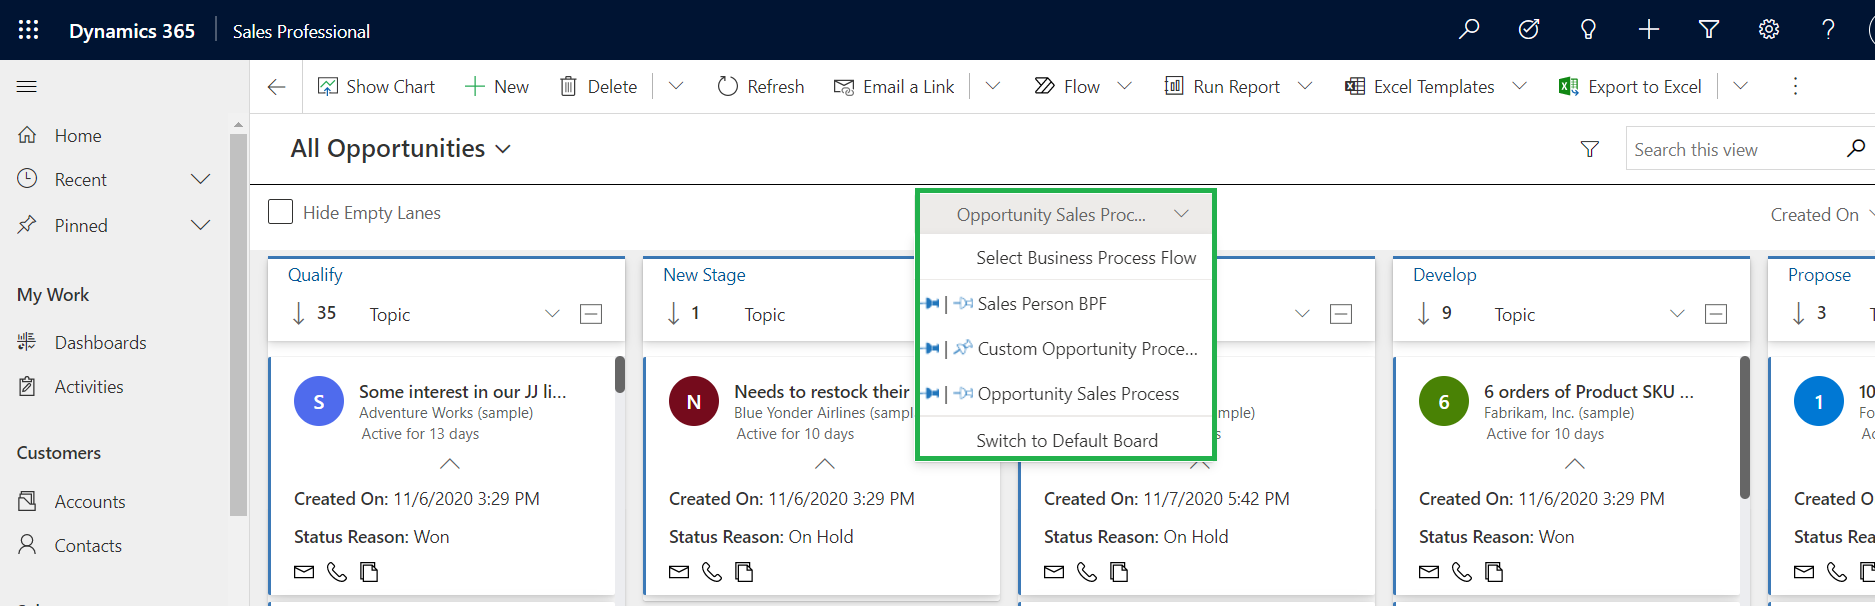 Dynamics 365 Sales Professional
Show Chart New Delete Refresh Email a Link Flow Run Report Excel Templates Export to Excel
Home
Recent
Pinned
My Work
Dashboards
Activities
Customers
Accounts
Contacts
All Opportunities
Search this view
Hide Empty Lanes
Opportunity Sales Proc...
Created On
Select Business Process Flow
| Sales Person BPF
| Custom Opportunity Proce...
| Opportunity Sales Process
Switch to Default Board
Qualify
35 Topic
S
Some interest in our JJ li...
Adventure Works (sample)
Active for 13 days
Created On: 11/6/2020 3:29 PM
Status Reason: Won
New Stage
1 Topic
N
Needs to restock their
Blue Yonder Airlines (sampl
Active for 10 days
Created On: 11/6/2020 3:29 PM
Status Reason: On Hold
mple)
s
Created On: 11/7/2020 5:42 PM
Status Reason: On Hold
Develop
9 Topic
6
6 orders of Product SKU ...
Fabrikam, Inc. (sample)
Active for 10 days
Created On: 11/6/2020 3:29 PM
Status Reason: Won
Propose
3
1
10
Fo
Ac
Created O
Status Rea